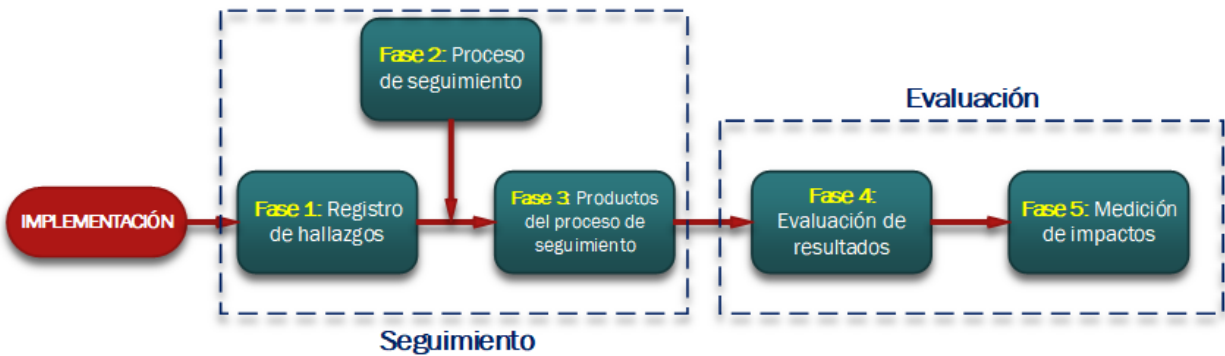 Fase 2: Proceso
de seguimiento
Evaluación
IMPLEMENTACIÓN
Fase 1: Registro
de hallazgos
Fase 3: Productos
del proceso de
seguimiento
Fase 4:
Evaluación de
resultados
Fase 5: Medición
de impactos
Seguimiento